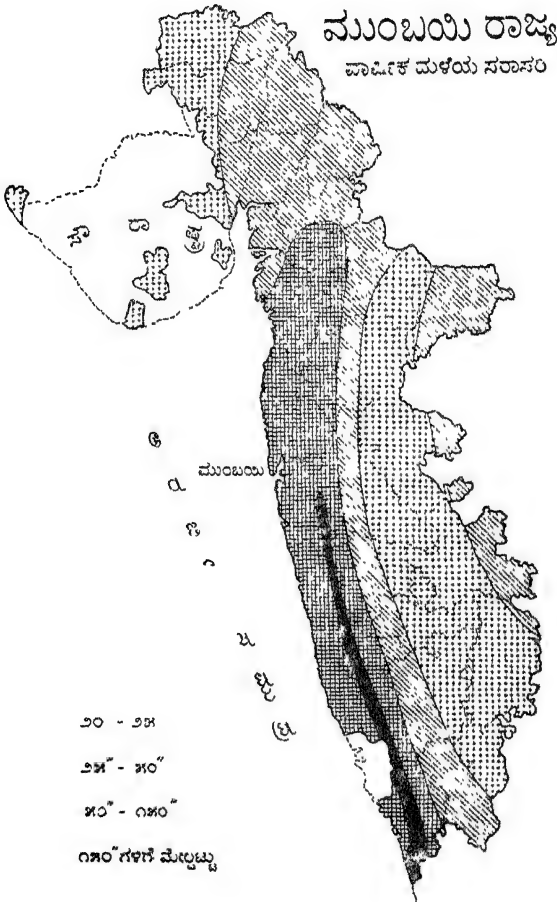 ಮುಂಬಯಿ ರಾಜ್ಯ
ವಾರ್ಷಿಕ ಮಳೆಯ ಸರಾಸರಿ
ಮುಂಬಯಿ
೨೦ - ೨೫
೨೫" - ೫೦"
೫೦" - ೧೫೦"
೧೫೦"ಗಳಿಗೆ ಮೇಲ್ಪಟ್ಟು